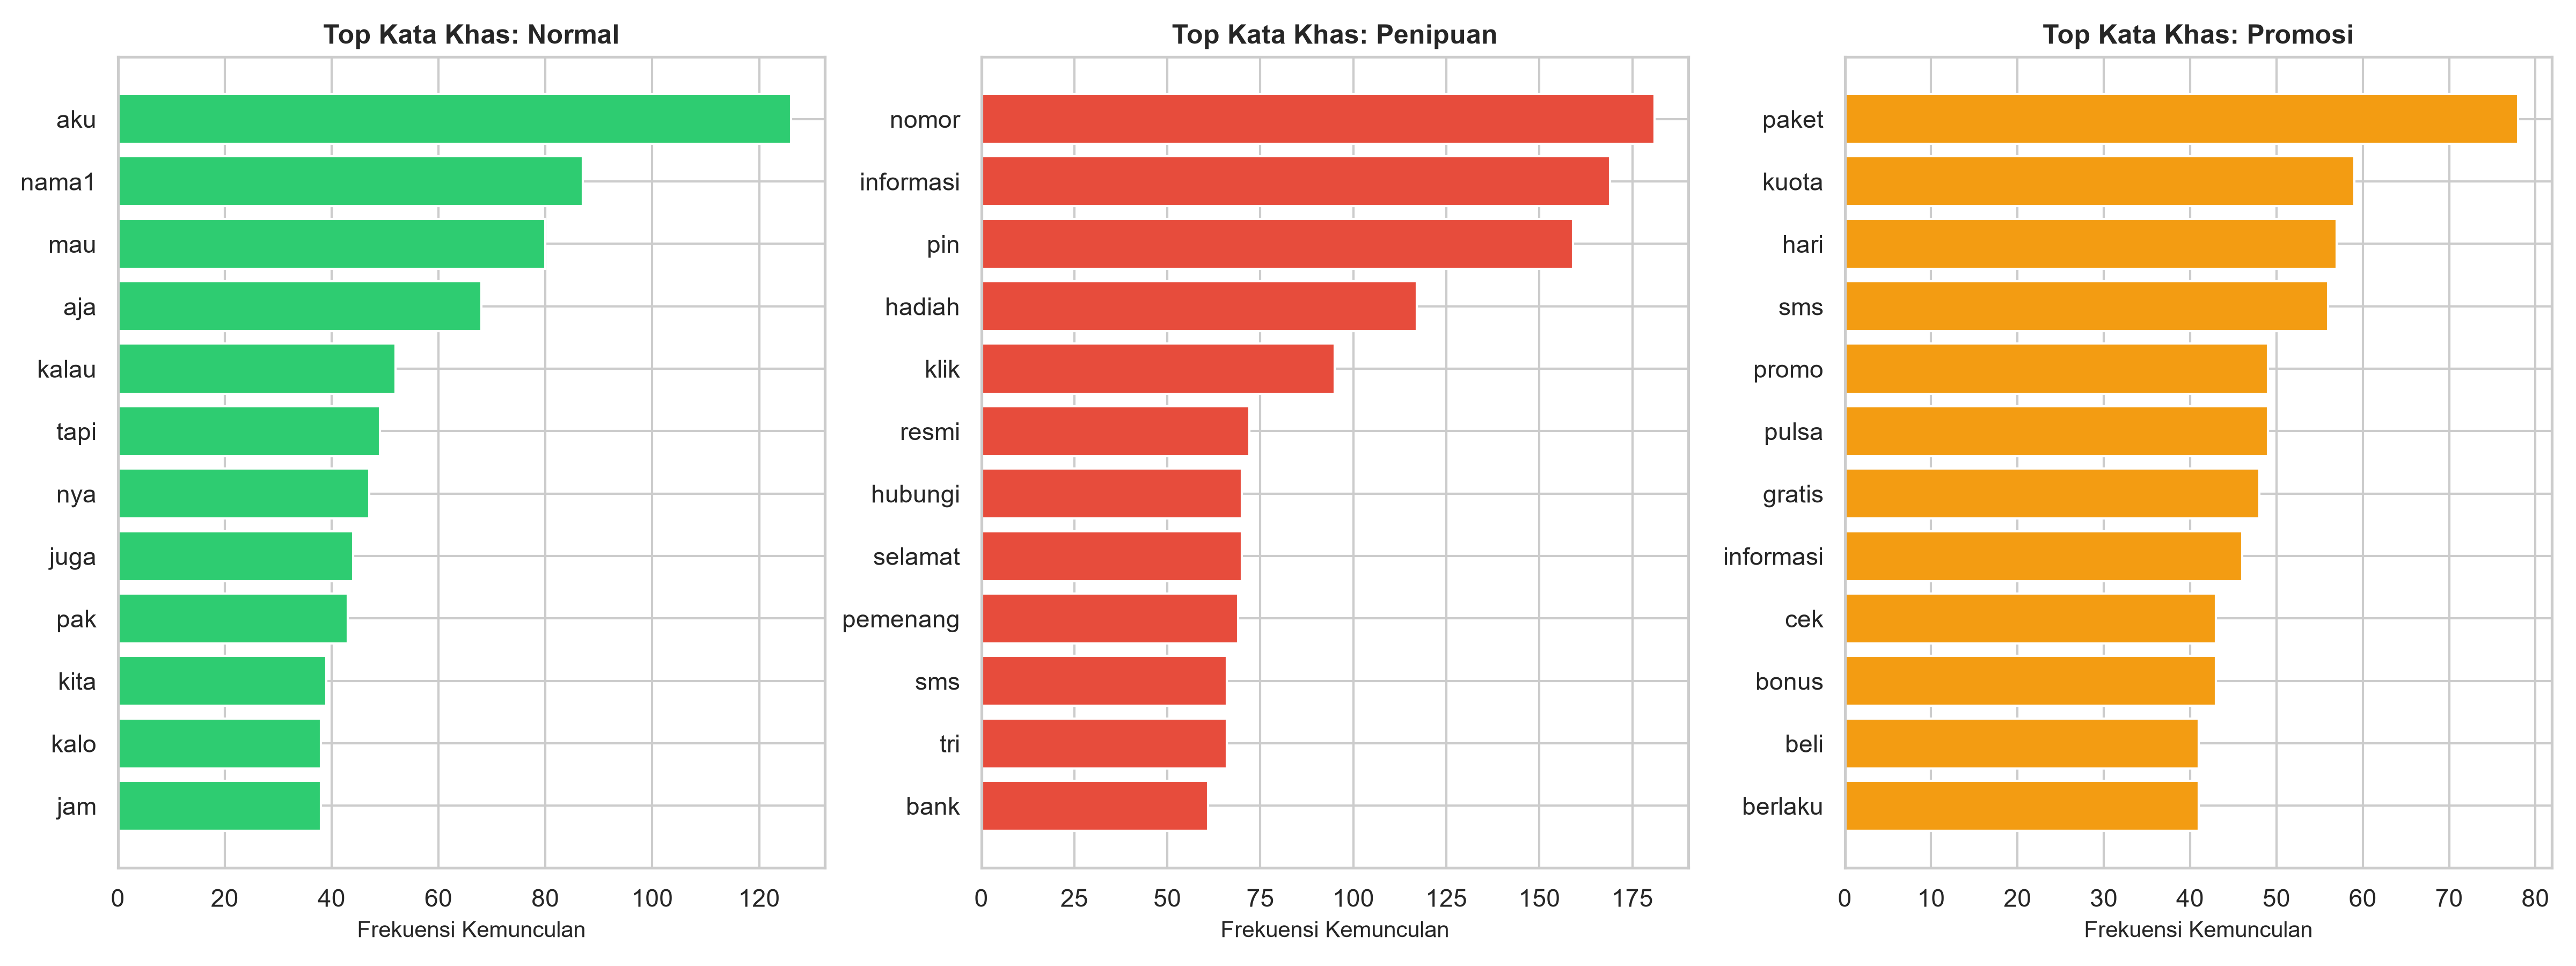 Top Kata Khas: Normal
aku
nama1
mau
aja
kalau
tapi
nya
juga
pak
kita
kalo
jam
0 20 40 60 80 100 120
Frekuensi Kemunculan
Top Kata Khas: Penipuan
nomor
informasi
pin
hadiah
klik
resmi
hubungi
selamat
pemenang
sms
tri
bank
0 25 50 75 100 125 150 175
Frekuensi Kemunculan
Top Kata Khas: Promosi
paket
kuota
hari
sms
promo
pulsa
gratis
informasi
cek
bonus
beli
berlaku
0 10 20 30 40 50 60 70 80
Frekuensi Kemunculan